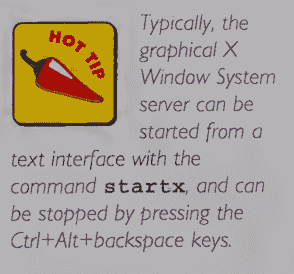 HOT TIP
Typically, the
graphical X
Window System
server can be
started from a
text interface with the
command startx, and can
be stopped by pressing the
Ctrl+Alt+backspace keys.